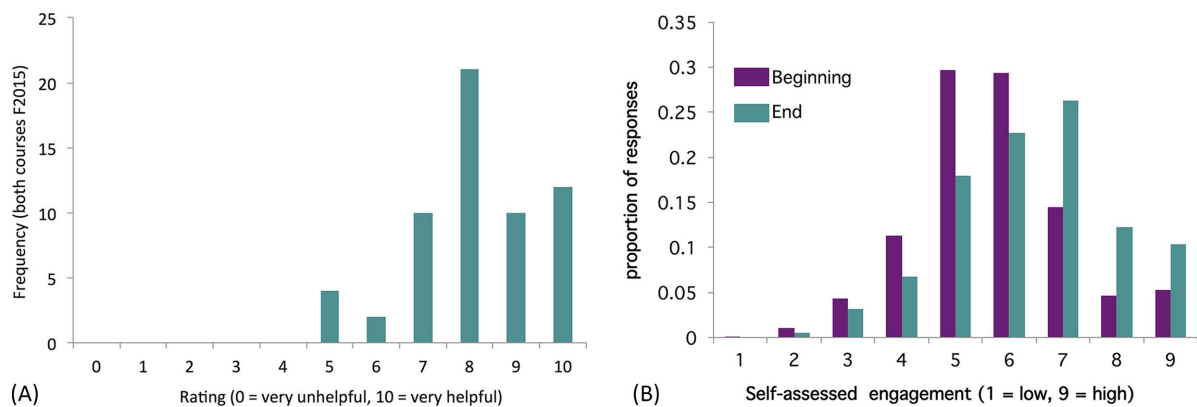 25
20
15
10
5
0
Frequency (both courses F2015)
0 1 2 3 4 5 6 7 8 9 10
Rating (0 = very unhelpful, 10 = very helpful)
(A)
0.35
0.3
0.25
0.2
0.15
0.1
0.05
0
proportion of responses
Beginning
End
1 2 3 4 5 6 7 8 9
Self-assessed engagement (1 = low, 9 = high)
(B)